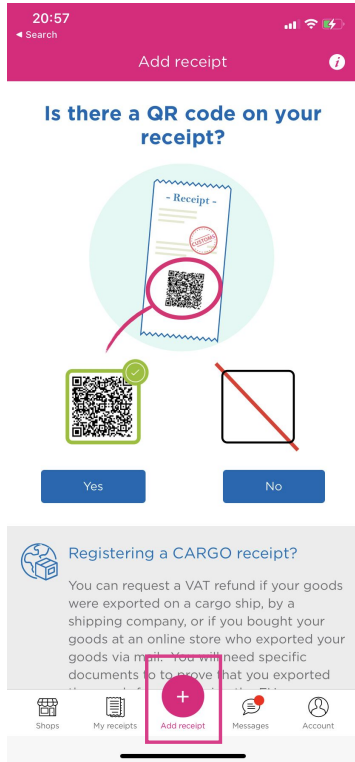 20:57
◀ Search
Add receipt
Is there a QR code on your
receipt?
- Receipt -
CUSTOMS
Yes
No
Registering a CARGO receipt?
You can request a VAT refund if your goods
were exported on a cargo ship, by a
shipping company, or if you bought your
goods at an online store who exported your
goods via mail. You will need specific
documents to to prove that you exported
Shops
My receipts
Add receipt
Messages
Account